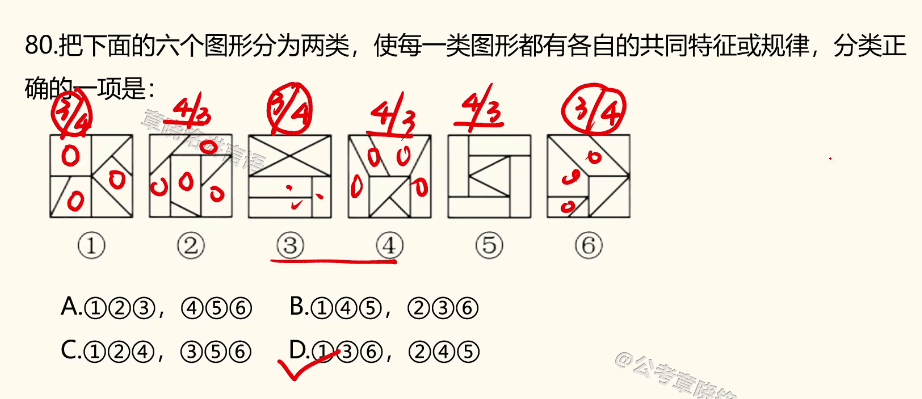 80.把下面的六个图形分为两类，使每一类图形都有各自的共同特征或规律，分类正
确的一项是：
3/4 4/3 3/4 4/3 4/3 3/4
① ② ③ ④ ⑤ ⑥
A.①②③，④⑤⑥ B.①④⑤，②③⑥
C.①②④，③⑤⑥ D.①③⑥，②④⑤
@公考章晓铬